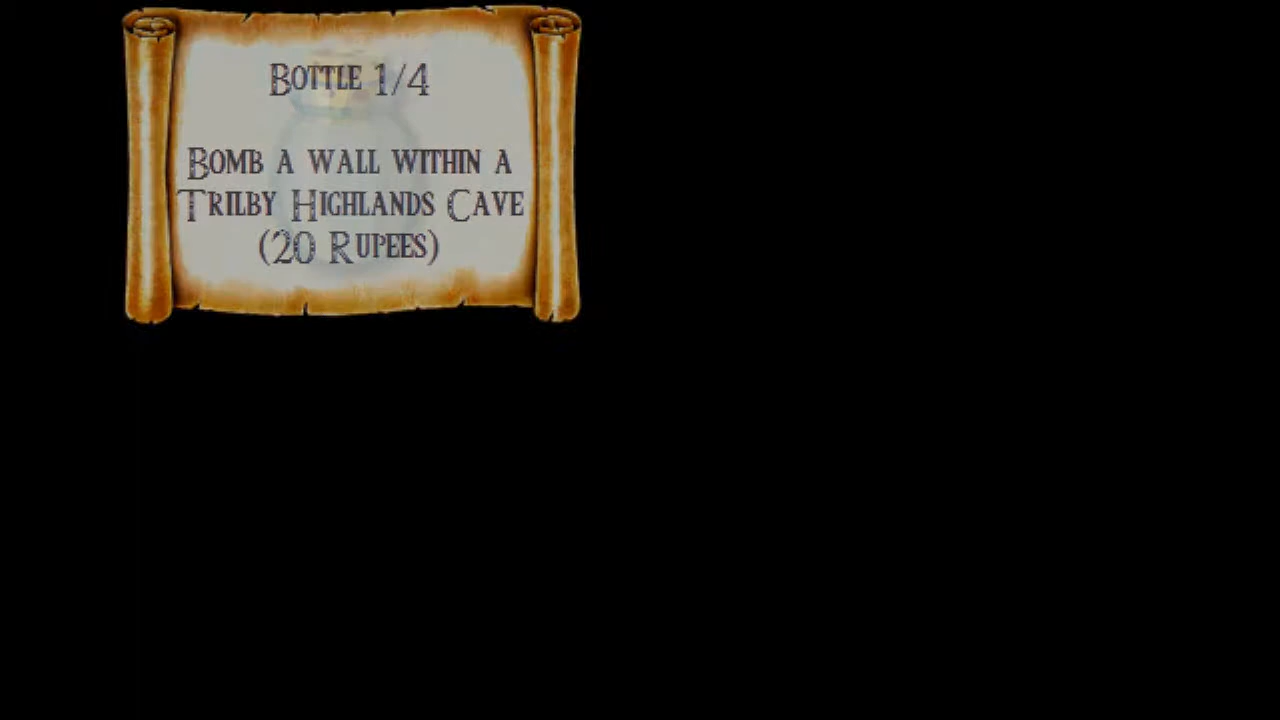 Bottle 1/4
Bomb a wall within a
Trilby Highlands Cave
(20 Rupees)